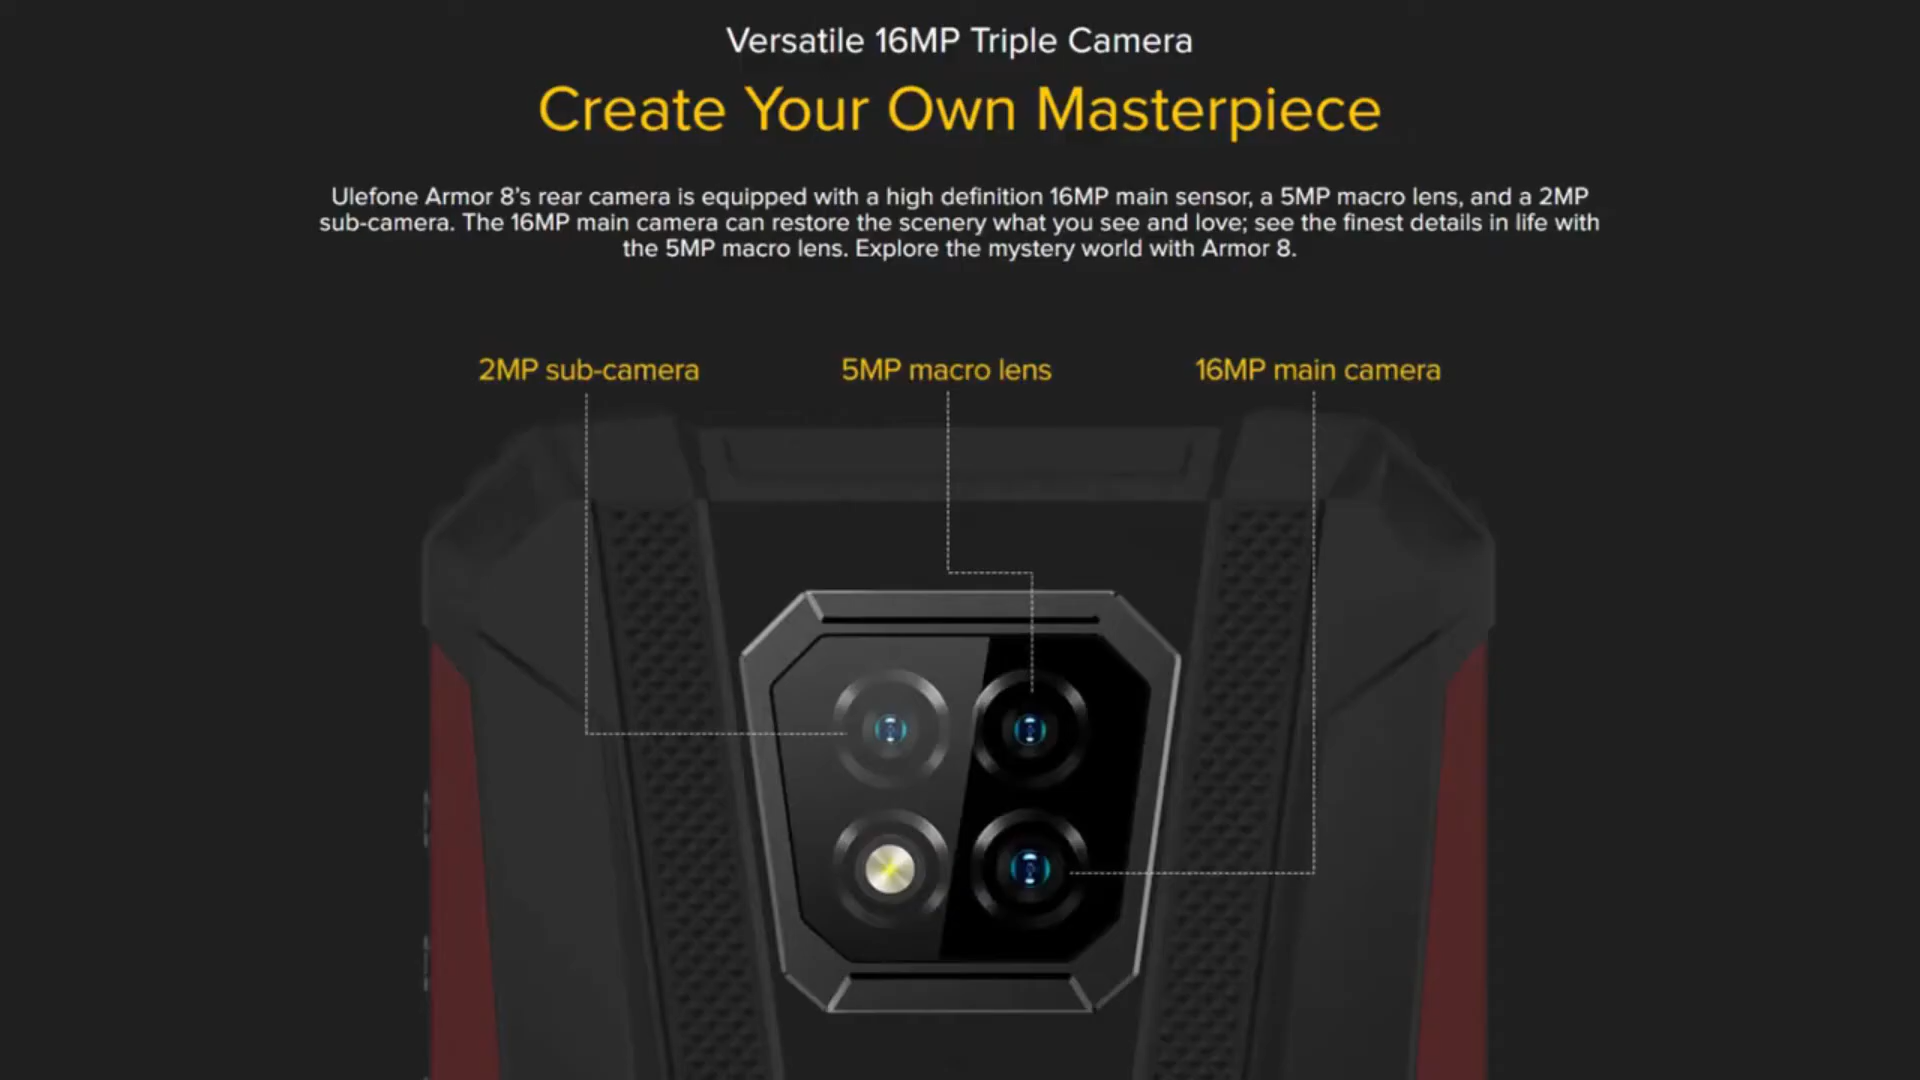 Versatile 16MP Triple Camera
Create Your Own Masterpiece
Ulefone Armor 8's rear camera is equipped with a high definition 16MP main sensor, a 5MP macro lens, and a 2MP
sub-camera. The 16MP main camera can restore the scenery what you see and love; see the finest details in life with
the 5MP macro lens. Explore the mystery world with Armor 8.
2MP sub-camera
5MP macro lens
16MP main camera